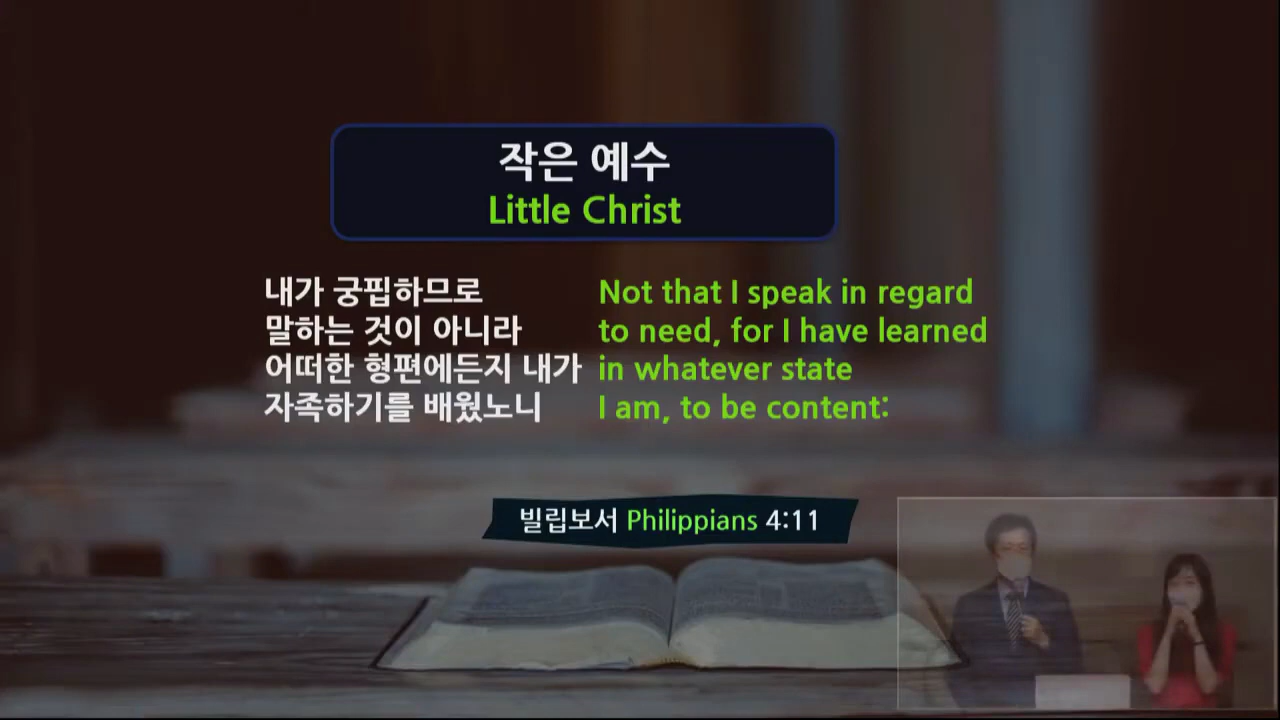 작은 예수
Little Christ
내가 궁핍하므로
말하는 것이 아니라
어떠한 형편에든지 내가
자족하기를 배웠노니
Not that I speak in regard
to need, for I have learned
in whatever state
I am, to be content:
빌립보서 Philippians 4:11